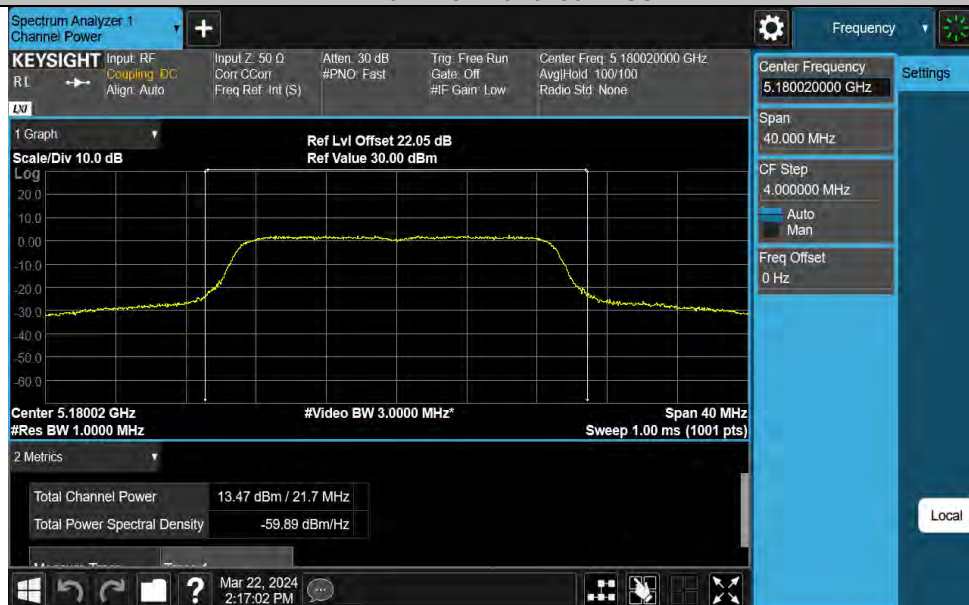 Spectrum Analyzer 1
Channel Power
+
Frequency
KEYSIGHT
Input: RF
Coupling: DC
Align: Auto
Input Z: 50 Ω
Corr CCorr
Freq Ref: Int (S)
Atten: 30 dB
#PNO: Fast
Trig: Free Run
Gate: Off
#IF Gain: Low
Center Freq: 5.180020000 GHz
Avg|Hold: 100/100
Radio Std: None
LXI
Center Frequency
5.180020000 GHz
Settings
Span
40.000 MHz
CF Step
4.000000 MHz
Auto
Man
Freq Offset
0 Hz
Local
1 Graph
Scale/Div 10.0 dB
Ref Lvl Offset 22.05 dB
Ref Value 30.00 dBm
Log
20.0
10.0
0.00
-10.0
-20.0
-30.0
-40.0
-50.0
-60.0
Center 5.18002 GHz
#Video BW 3.0000 MHz*
Span 40 MHz
#Res BW 1.0000 MHz
Sweep 1.00 ms (1001 pts)
2 Metrics
Total Channel Power 13.47 dBm / 21.7 MHz
Total Power Spectral Density -59.89 dBm/Hz
?
Mar 22, 2024
2:17:02 PM